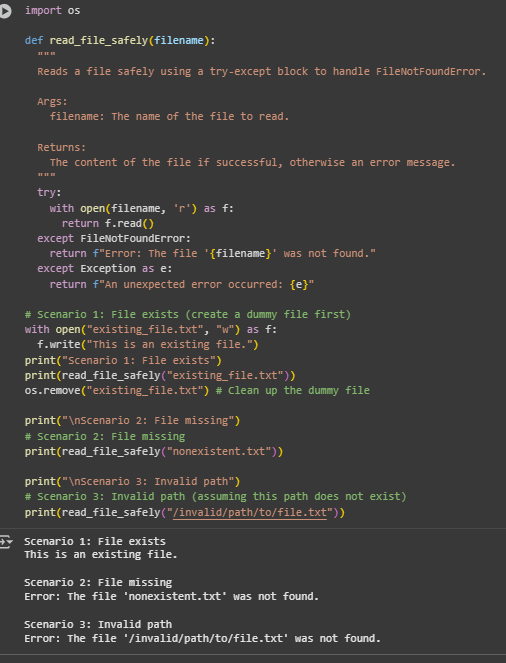 import os

def read_file_safely(filename):
  """
  Reads a file safely using a try-except block to handle FileNotFoundError.

  Args:
    filename: The name of the file to read.

  Returns:
    The content of the file if successful, otherwise an error message.
  """
  try:
    with open(filename, 'r') as f:
      return f.read()
  except FileNotFoundError:
    return f"Error: The file '{filename}' was not found."
  except Exception as e:
    return f"An unexpected error occurred: {e}"

# Scenario 1: File exists (create a dummy file first)
with open("existing_file.txt", "w") as f:
  f.write("This is an existing file.")
print("Scenario 1: File exists")
print(read_file_safely("existing_file.txt"))
os.remove("existing_file.txt") # Clean up the dummy file

print("\nScenario 2: File missing")
# Scenario 2: File missing
print(read_file_safely("nonexistent.txt"))

print("\nScenario 3: Invalid path")
# Scenario 3: Invalid path (assuming this path does not exist)
print(read_file_safely("/invalid/path/to/file.txt"))

Scenario 1: File exists
This is an existing file.

Scenario 2: File missing
Error: The file 'nonexistent.txt' was not found.

Scenario 3: Invalid path
Error: The file '/invalid/path/to/file.txt' was not found.